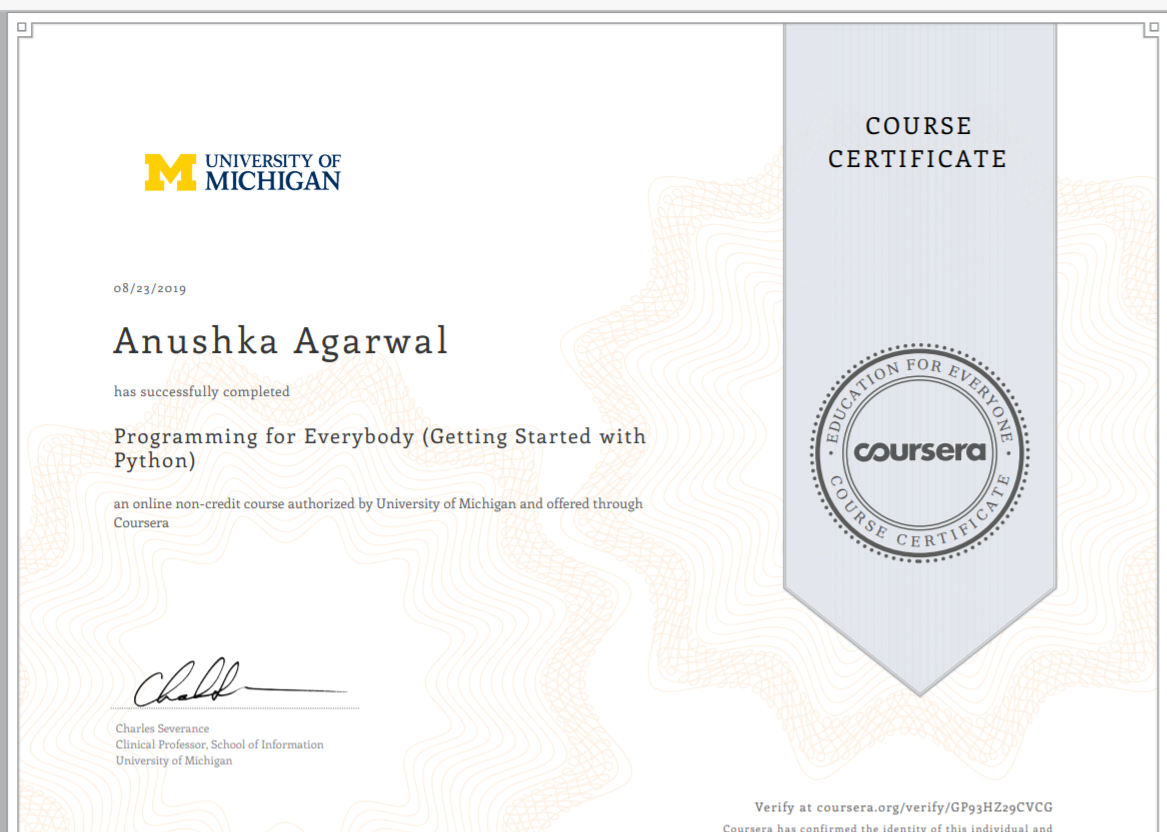 COURSE
CERTIFICATE
UNIVERSITY OF
MICHIGAN
08/23/2019
Anushka Agarwal
has successfully completed
Programming for Everybody (Getting Started with
Python)
an online non-credit course authorized by University of Michigan and offered through
Coursera
EDUCATION FOR EVERYONE
coursera
COURSE CERTIFICATE
Charles Severance
Clinical Professor, School of Information
University of Michigan
Verify at coursera.org/verify/GP93HZ29CVCG
Coursera has confirmed the identity of this individual and